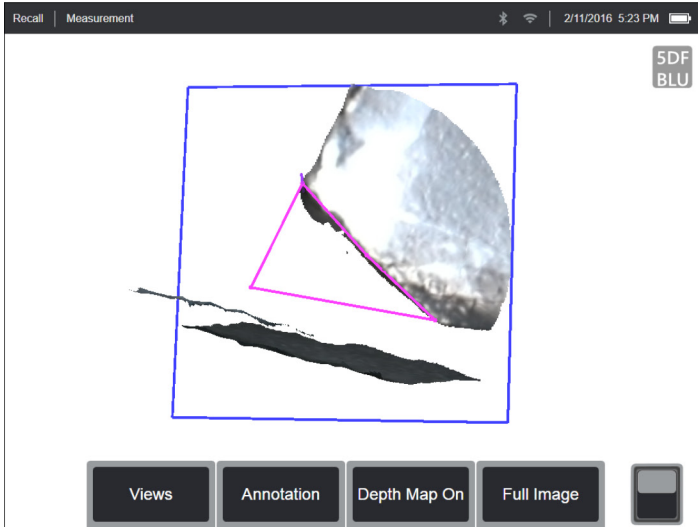 Recall | Measurement 2/11/2016 5:23 PM
5DF
BLU
Views Annotation Depth Map On Full Image